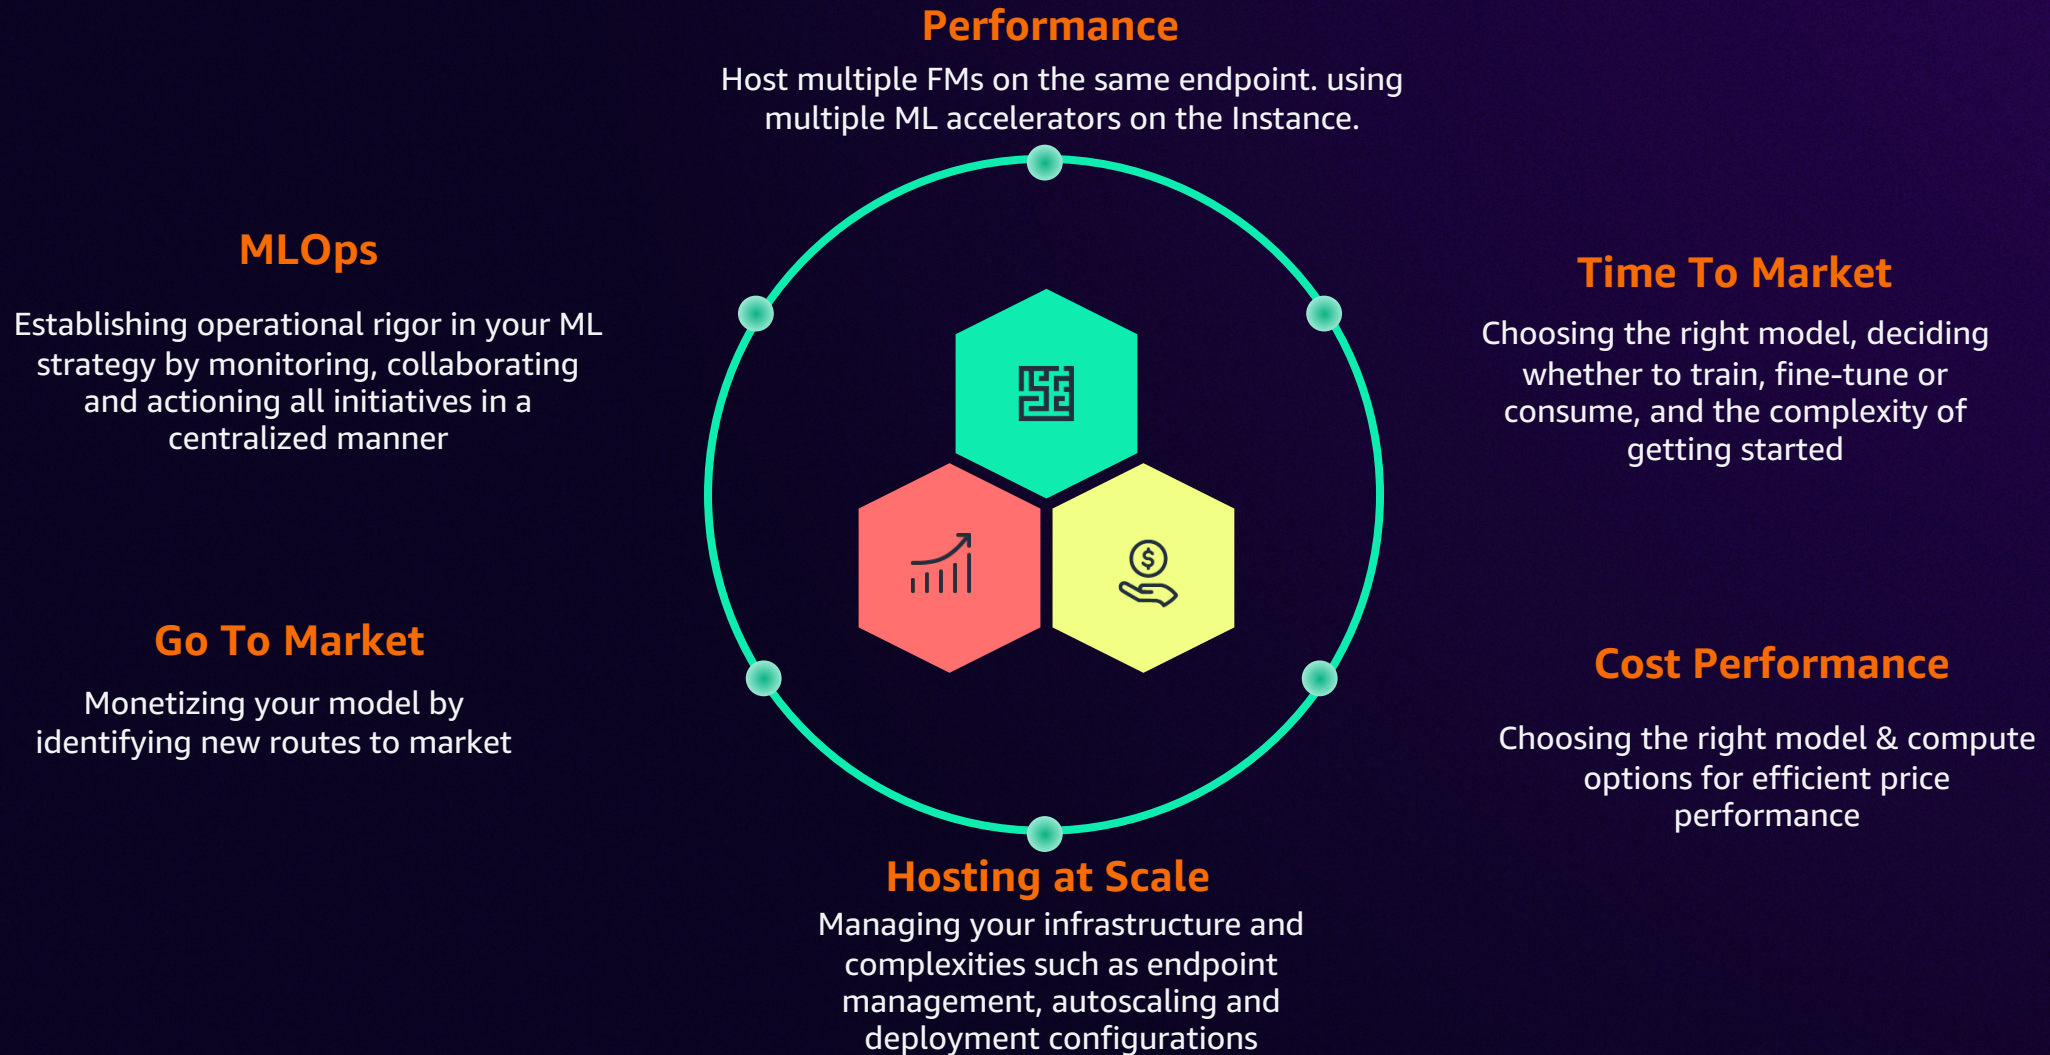 Performance
Host multiple FMs on the same endpoint. using
multiple ML accelerators on the Instance.
MLOps
Establishing operational rigor in your ML
strategy by monitoring, collaborating
and actioning all initiatives in a
centralized manner
Time To Market
Choosing the right model, deciding
whether to train, fine-tune or
consume, and the complexity of
getting started
$
Go To Market
Monetizing your model by
identifying new routes to market
Cost Performance
Choosing the right model & compute
options for efficient price
performance
Hosting at Scale
Managing your infrastructure and
complexities such as endpoint
management, autoscaling and
deployment configurations